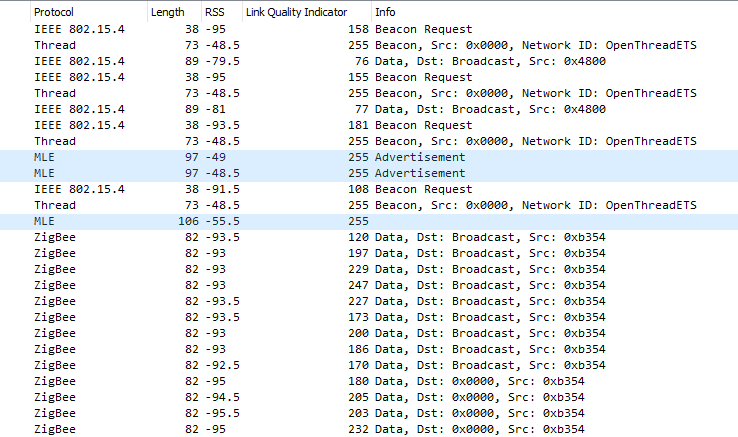 Protocol Length RSS Link Quality Indicator Info
IEEE 802.15.4 38 -95 158 Beacon Request
Thread 73 -48.5 255 Beacon, Src: 0x0000, Network ID: OpenThreadETS
IEEE 802.15.4 89 -79.5 76 Data, Dst: Broadcast, Src: 0x4800
IEEE 802.15.4 38 -95 155 Beacon Request
Thread 73 -48.5 255 Beacon, Src: 0x0000, Network ID: OpenThreadETS
IEEE 802.15.4 89 -81 77 Data, Dst: Broadcast, Src: 0x4800
IEEE 802.15.4 38 -93.5 181 Beacon Request
Thread 73 -48.5 255 Beacon, Src: 0x0000, Network ID: OpenThreadETS
MLE 97 -49 255 Advertisement
MLE 97 -48.5 255 Advertisement
IEEE 802.15.4 38 -91.5 108 Beacon Request
Thread 73 -48.5 255 Beacon, Src: 0x0000, Network ID: OpenThreadETS
MLE 106 -55.5 255
ZigBee 82 -93.5 120 Data, Dst: Broadcast, Src: 0xb354
ZigBee 82 -93 197 Data, Dst: Broadcast, Src: 0xb354
ZigBee 82 -93 229 Data, Dst: Broadcast, Src: 0xb354
ZigBee 82 -93 247 Data, Dst: Broadcast, Src: 0xb354
ZigBee 82 -93.5 227 Data, Dst: Broadcast, Src: 0xb354
ZigBee 82 -93.5 173 Data, Dst: Broadcast, Src: 0xb354
ZigBee 82 -93 200 Data, Dst: Broadcast, Src: 0xb354
ZigBee 82 -93 186 Data, Dst: Broadcast, Src: 0xb354
ZigBee 82 -92.5 170 Data, Dst: Broadcast, Src: 0xb354
ZigBee 82 -95 180 Data, Dst: 0x0000, Src: 0xb354
ZigBee 82 -94.5 205 Data, Dst: 0x0000, Src: 0xb354
ZigBee 82 -95.5 203 Data, Dst: 0x0000, Src: 0xb354
ZigBee 82 -95 232 Data, Dst: 0x0000, Src: 0xb354